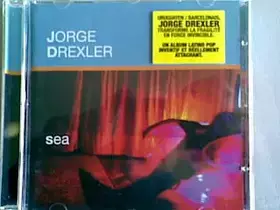 JORGE
DREXLER
URUGUAYEN / BARCELONAIS,
JORGE DREXLER
TRANSFORME LA FRAGILITÉ
EN FORCE INVINCIBLE.
UN ALBUM LATINO POP
INVENTIF ET RÉELLEMENT
ATTACHANT.
sea